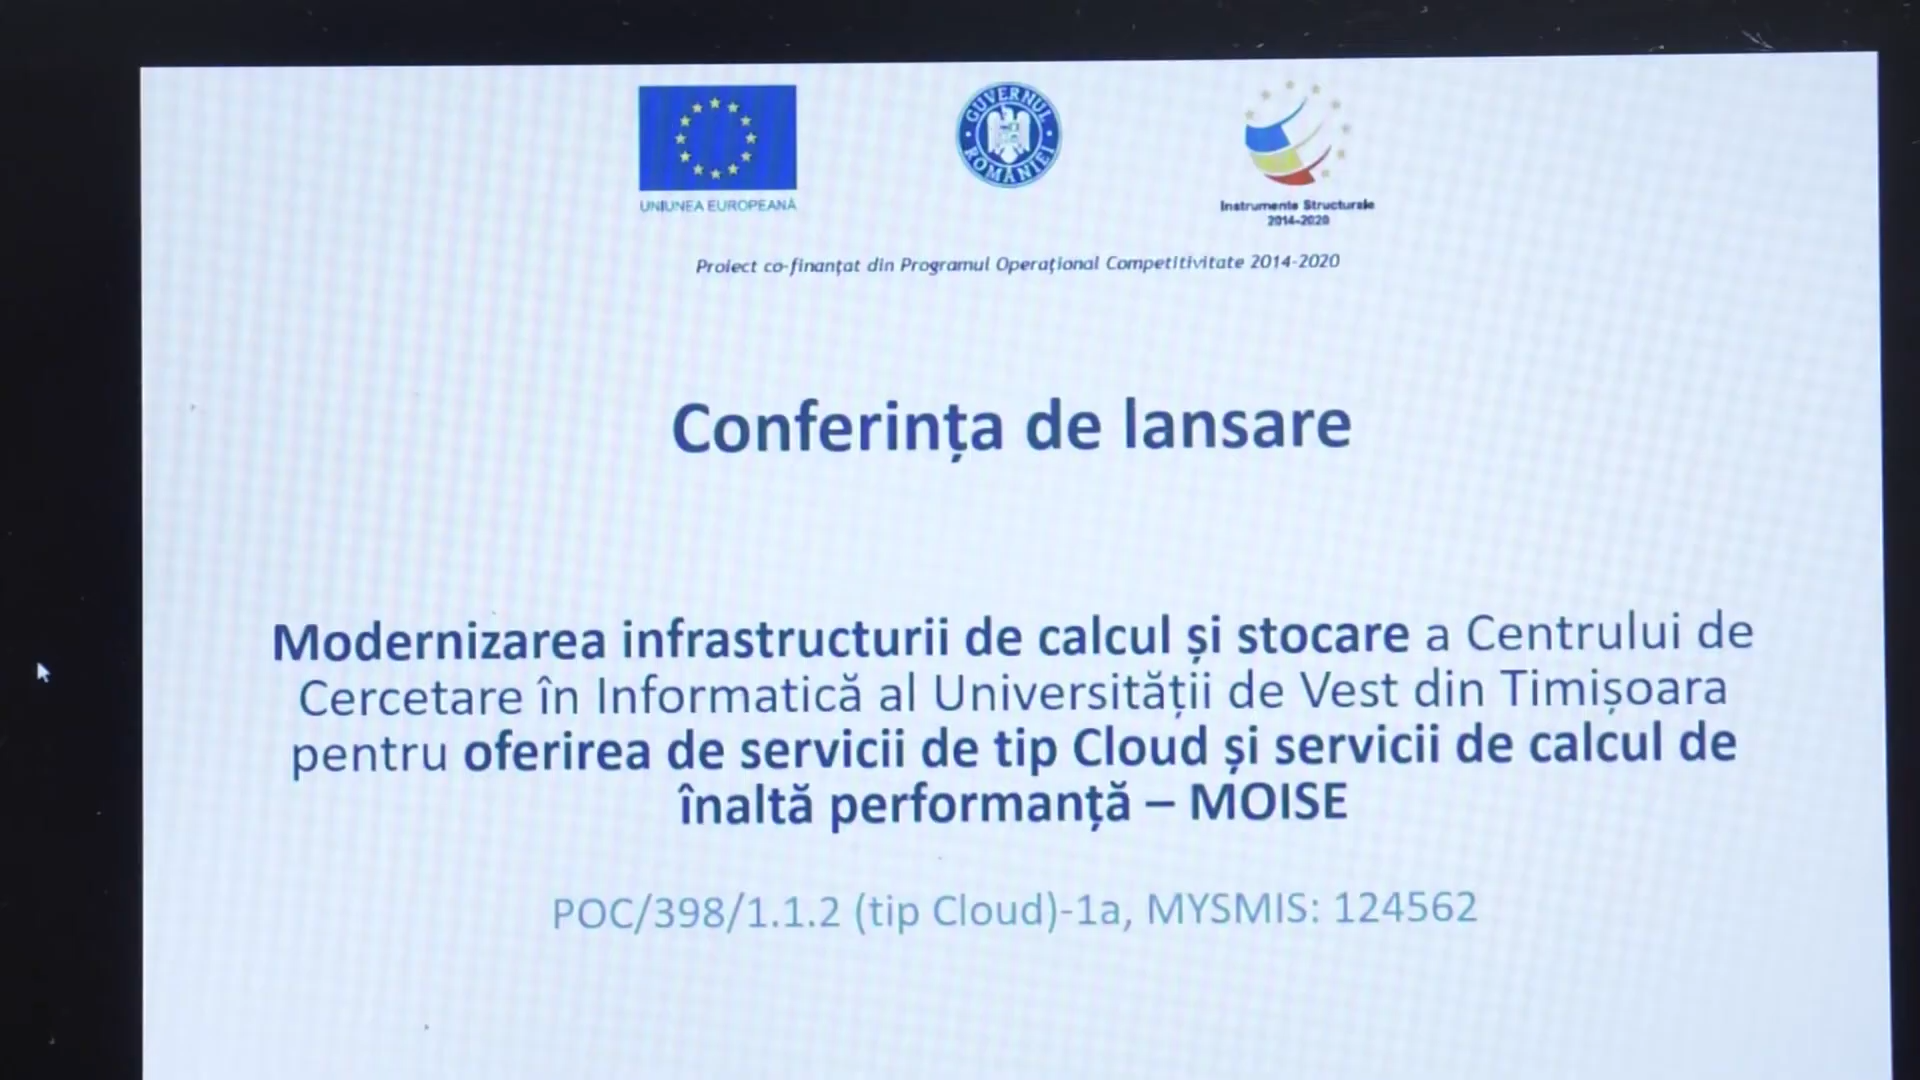 UNIUNEA EUROPEANĂ
GUVERNUL ROMÂNIEI
Instrumente Structurale
2014-2020
Proiect co-finanțat din Programul Operațional Competitivitate 2014-2020
Conferința de lansare
Modernizarea infrastructurii de calcul și stocare a Centrului de
Cercetare în Informatică al Universității de Vest din Timișoara
pentru oferirea de servicii de tip Cloud și servicii de calcul de
înaltă performanță – MOISE
POC/398/1.1.2 (tip Cloud)-1a, MYSMIS: 124562